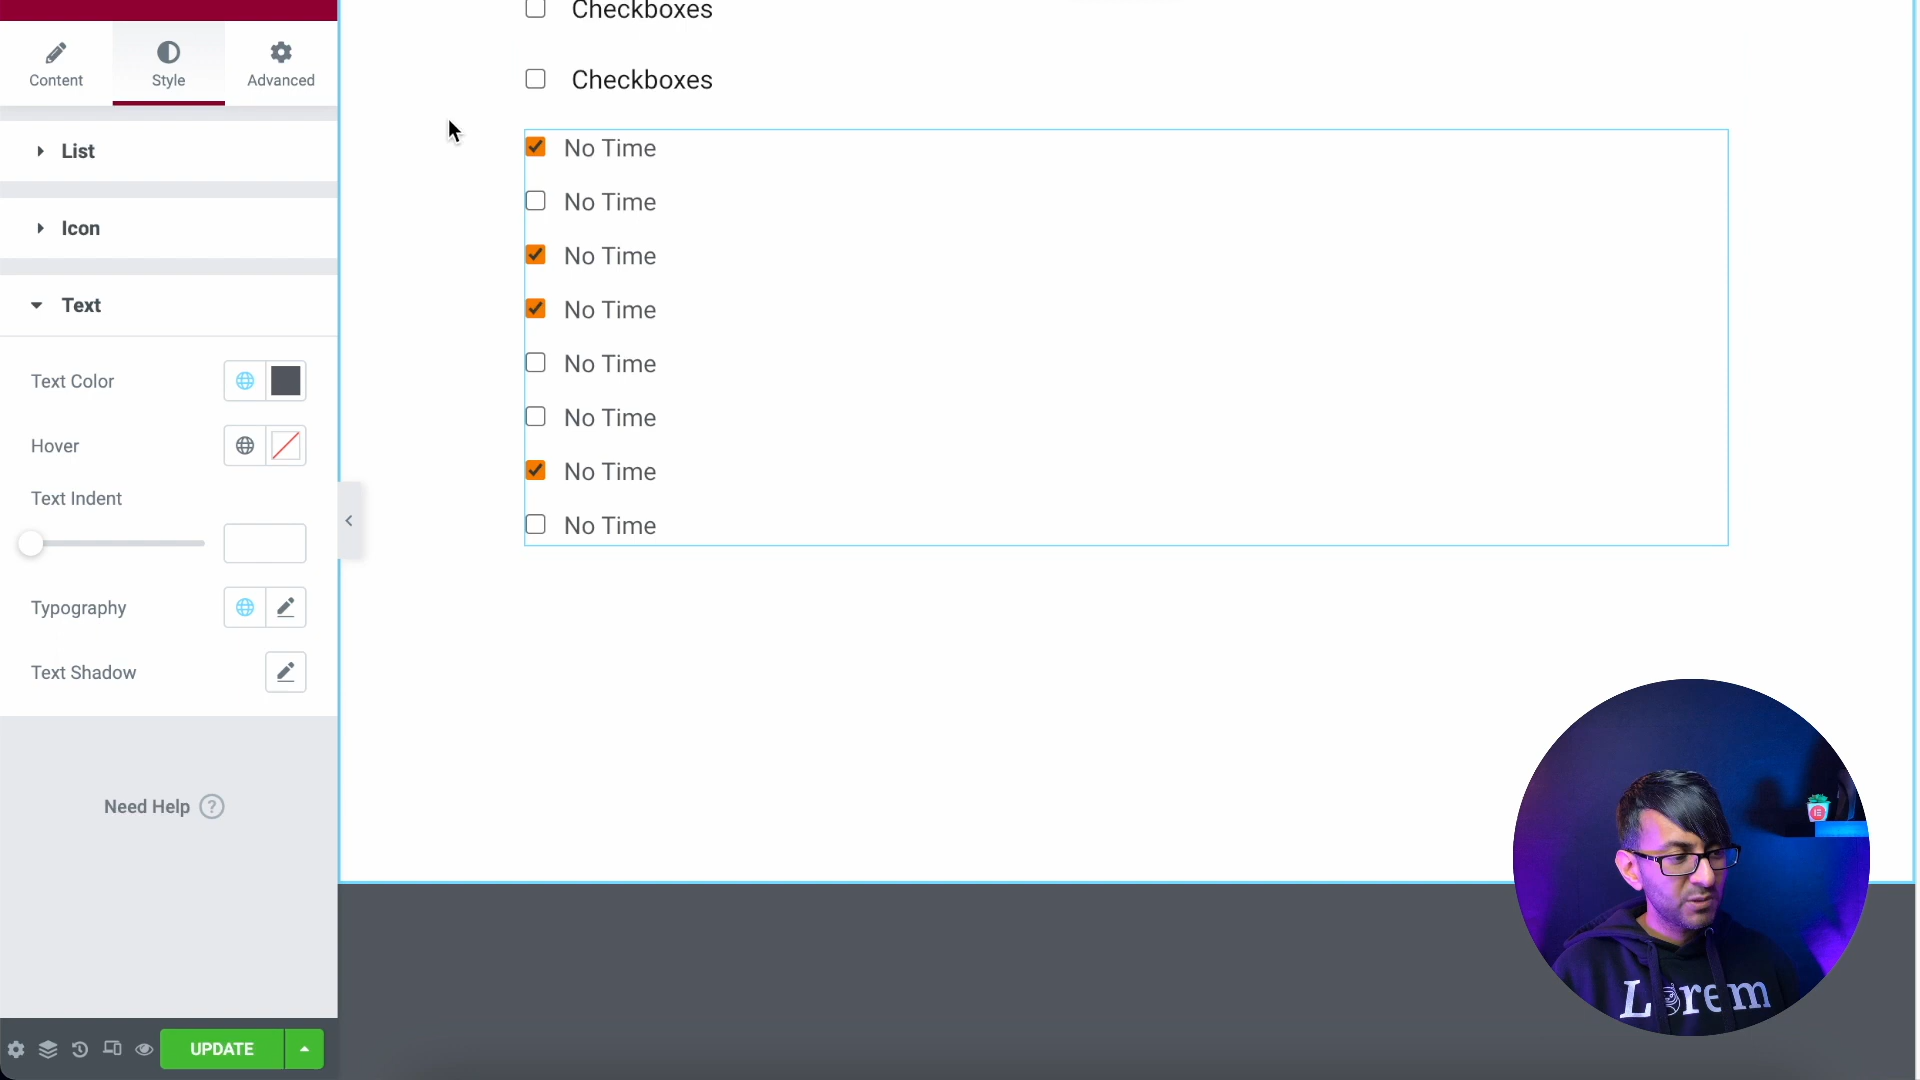 Content
Style
Advanced
List
Icon
Text
Text Color
Hover
Text Indent
Typography
Text Shadow
Need Help ?
UPDATE
Checkboxes
Checkboxes
No Time
No Time
No Time
No Time
No Time
No Time
No Time
No Time
Lorem